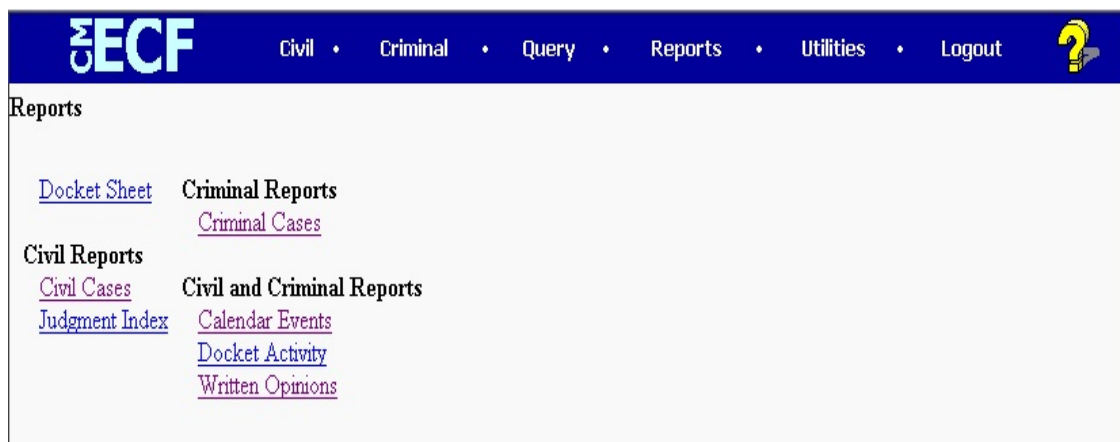 CM ECF Civil • Criminal • Query • Reports • Utilities • Logout ?
Reports
Docket Sheet
Civil Reports
Civil Cases
Judgment Index
Criminal Reports
Criminal Cases
Civil and Criminal Reports
Calendar Events
Docket Activity
Written Opinions